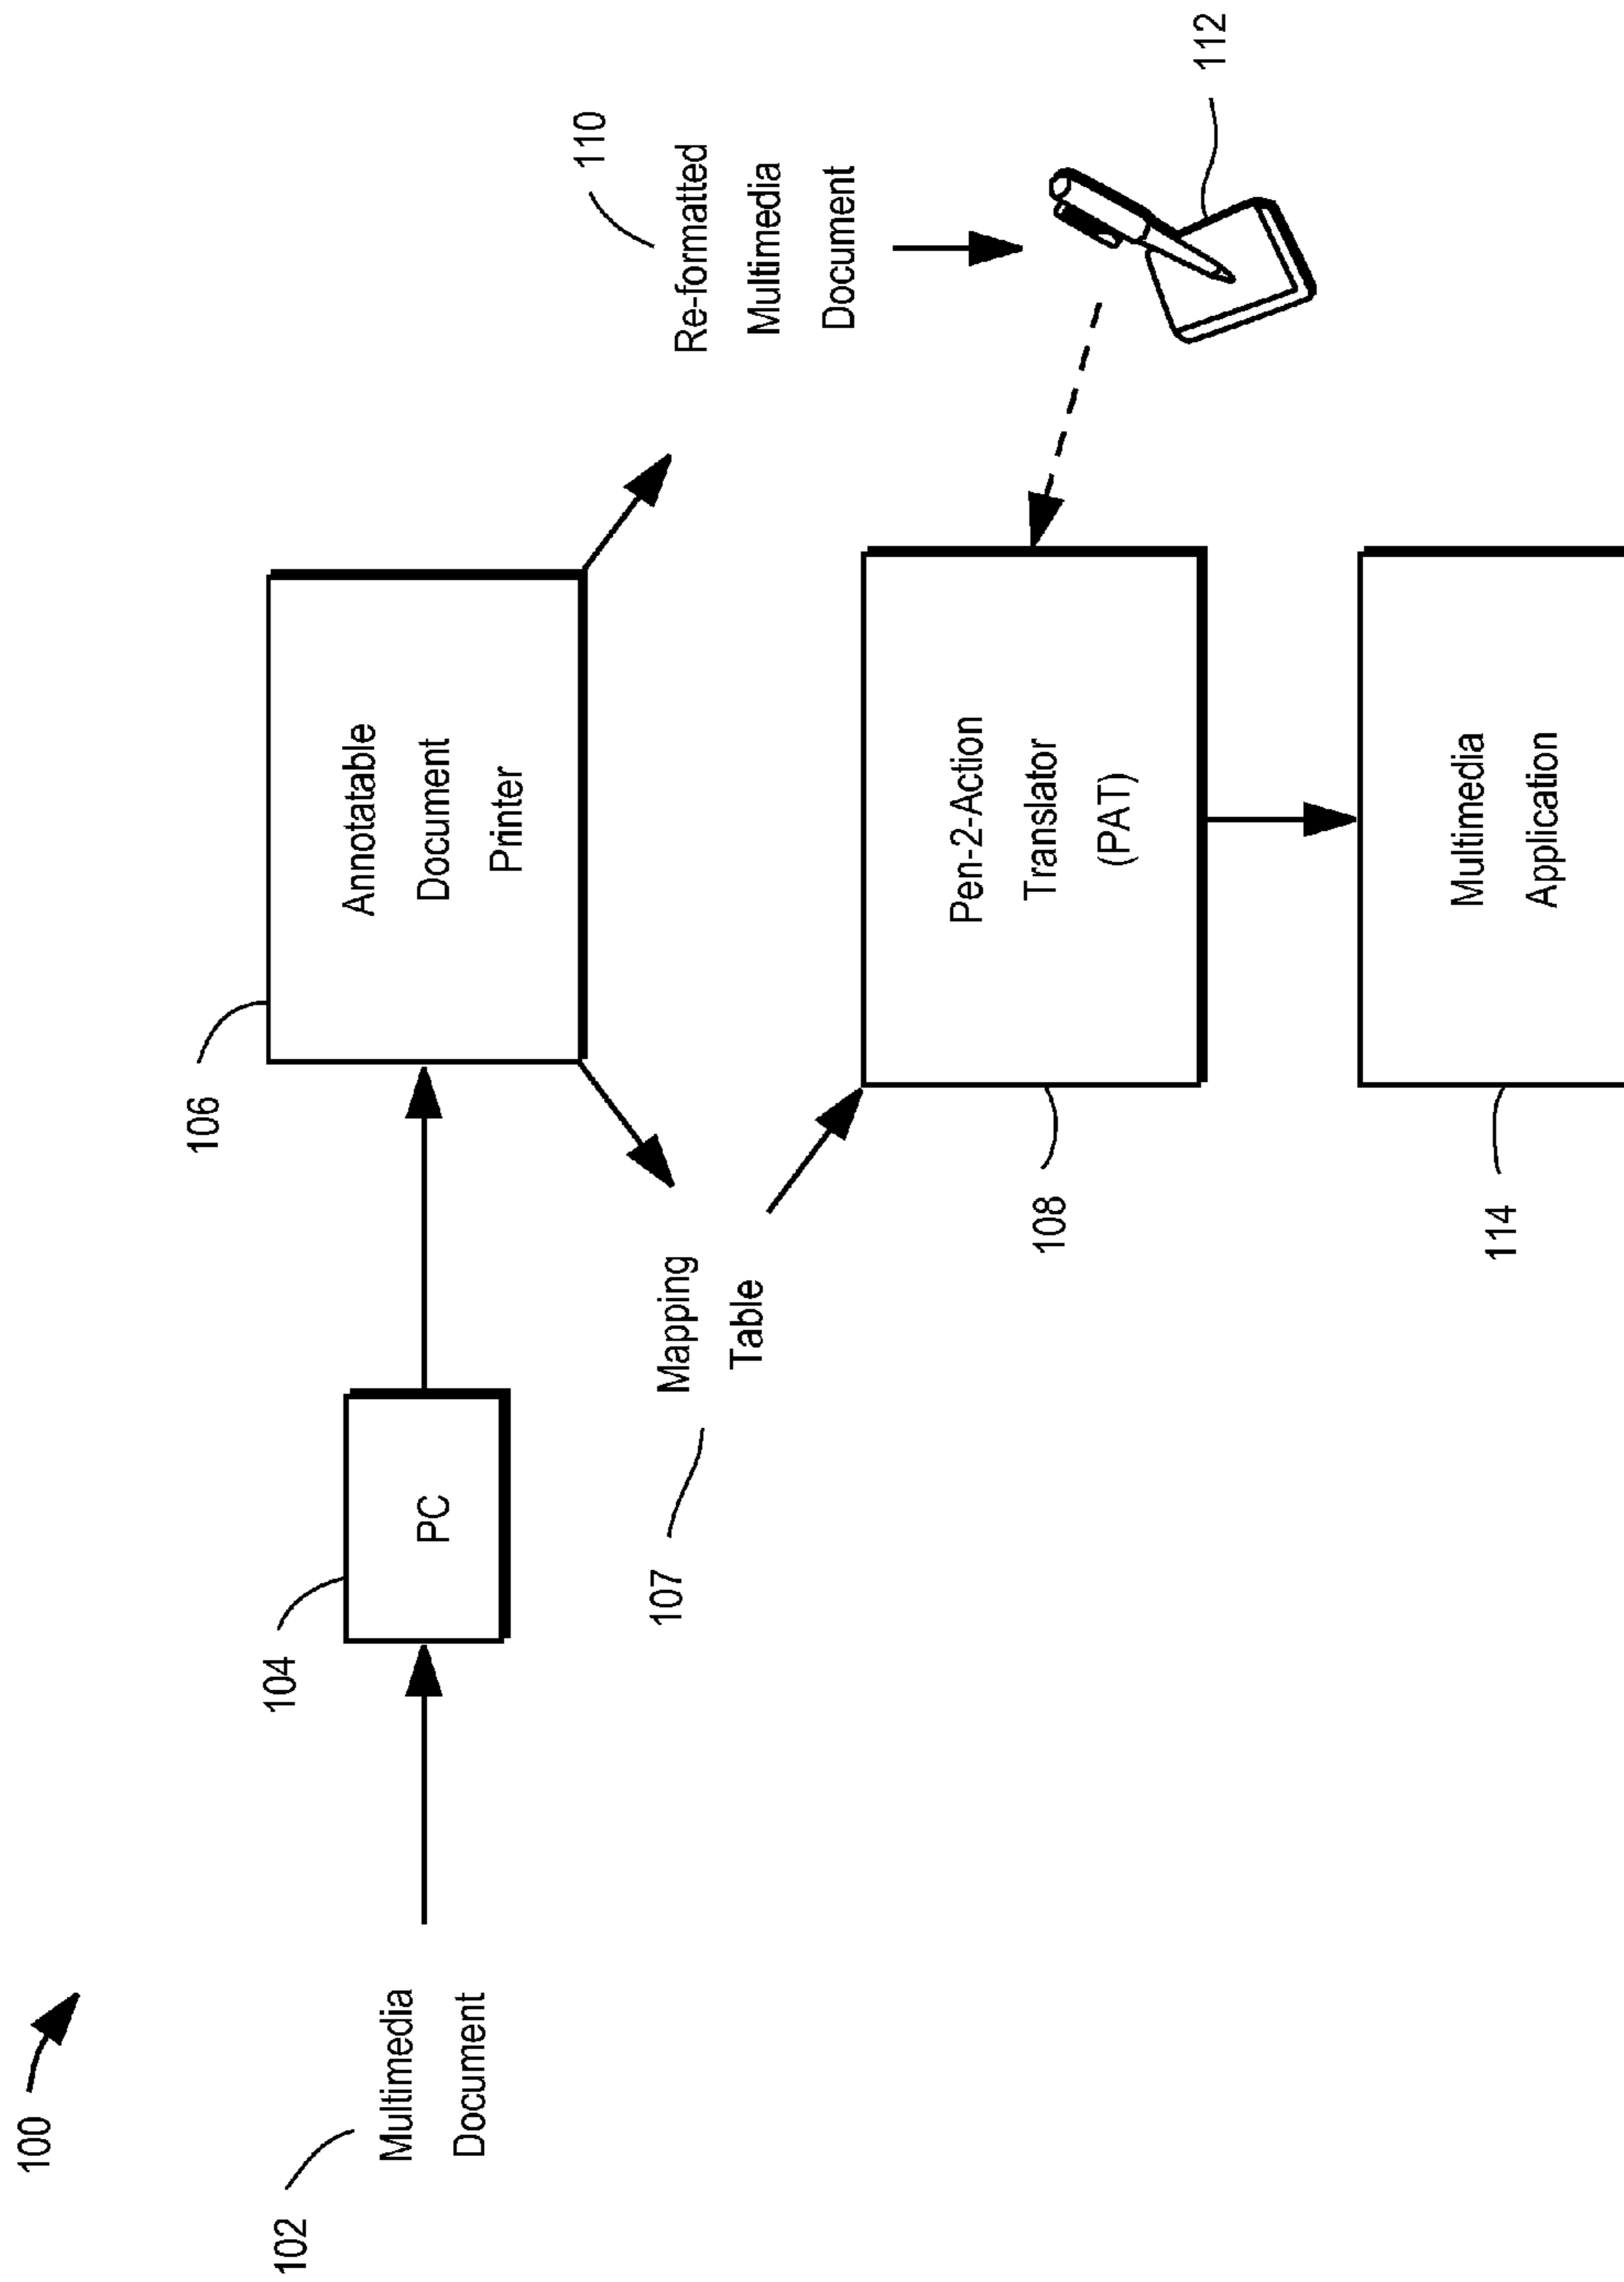 100
102
Multimedia
Document
104
PC
106
Annotatable
Document
Printer
107
Mapping
Table
110
Re-formatted
Multimedia
Document
108
Pen-2-Action
Translator
(PAT)
112
114
Multimedia
Application